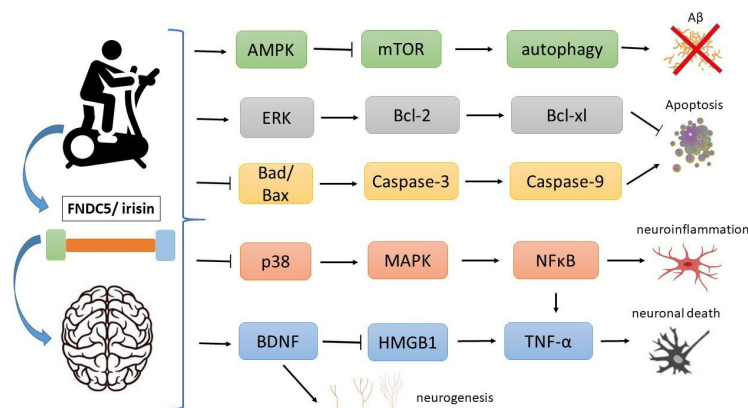 Aβ
AMPK
mTOR
autophagy
ERK
Bcl-2
Bcl-xl
Apoptosis
Bad/
Bax
Caspase-3
Caspase-9
FNDC5/ irisin
p38
MAPK
NFκB
neuroinflammation
BDNF
HMGB1
TNF-α
neuronal death
neurogenesis